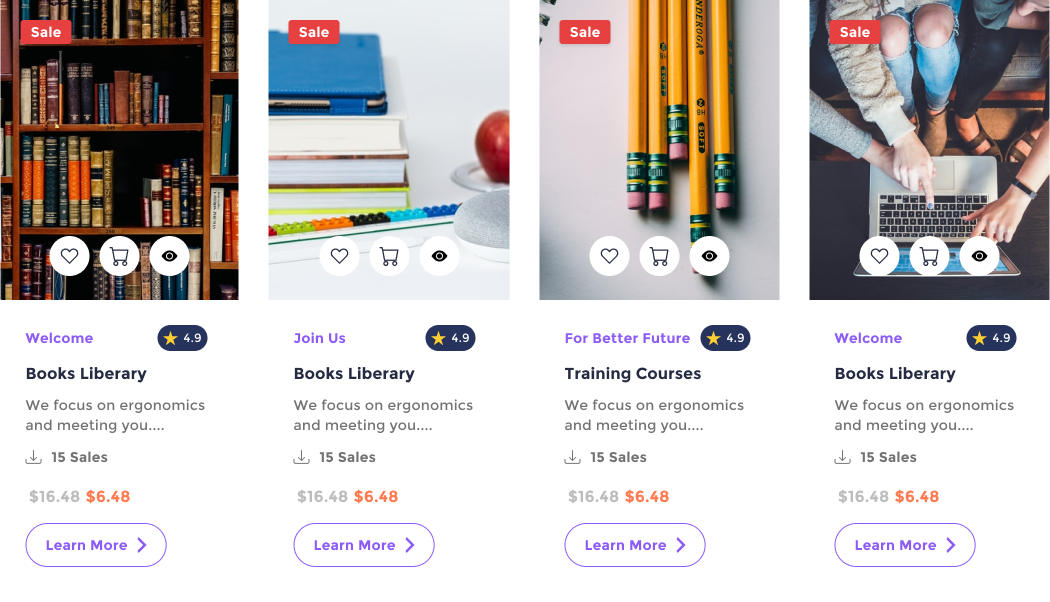 Sale
Sale
Sale
Sale
NDEROGA®
HB
SOFT
Welcome
4.9
Books Liberary
We focus on ergonomics
and meeting you....
15 Sales
$16.48 $6.48
Learn More
Join Us
4.9
Books Liberary
We focus on ergonomics
and meeting you....
15 Sales
$16.48 $6.48
Learn More
For Better Future
4.9
Training Courses
We focus on ergonomics
and meeting you....
15 Sales
$16.48 $6.48
Learn More
Welcome
4.9
Books Liberary
We focus on ergonomics
and meeting you....
15 Sales
$16.48 $6.48
Learn More